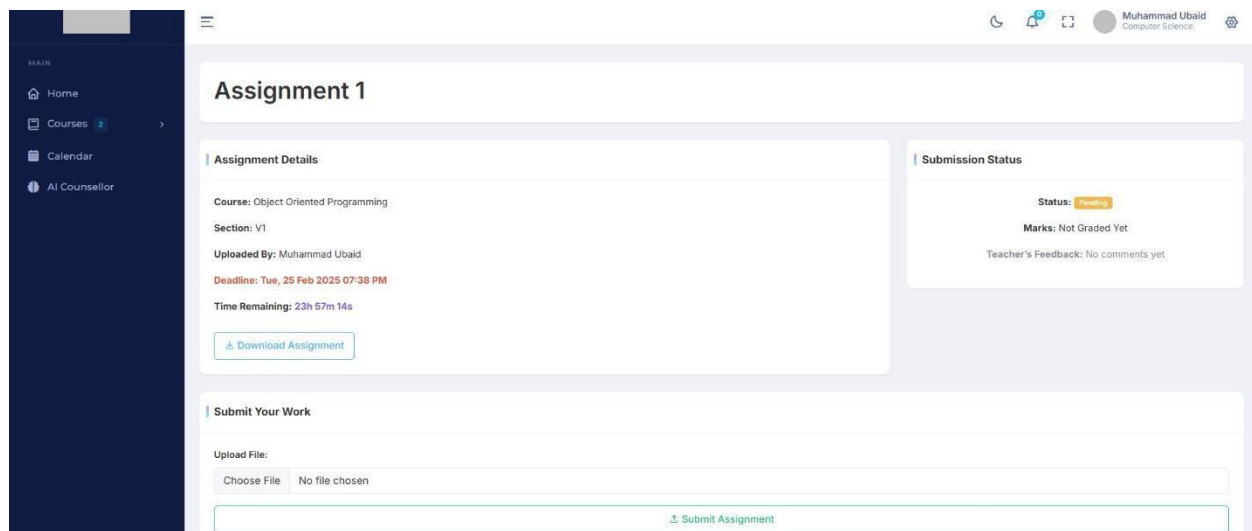 0
Muhammad Ubaid
Computer Science
MAIN
Home
Courses 2
Calendar
AI Counsellor
Assignment 1
Assignment Details
Course: Object Oriented Programming
Section: V1
Uploaded By: Muhammad Ubaid
Deadline: Tue, 25 Feb 2025 07:38 PM
Time Remaining: 23h 57m 14s
Download Assignment
Submission Status
Status: Pending
Marks: Not Graded Yet
Teacher's Feedback: No comments yet
Submit Your Work
Upload File:
Choose File No file chosen
Submit Assignment